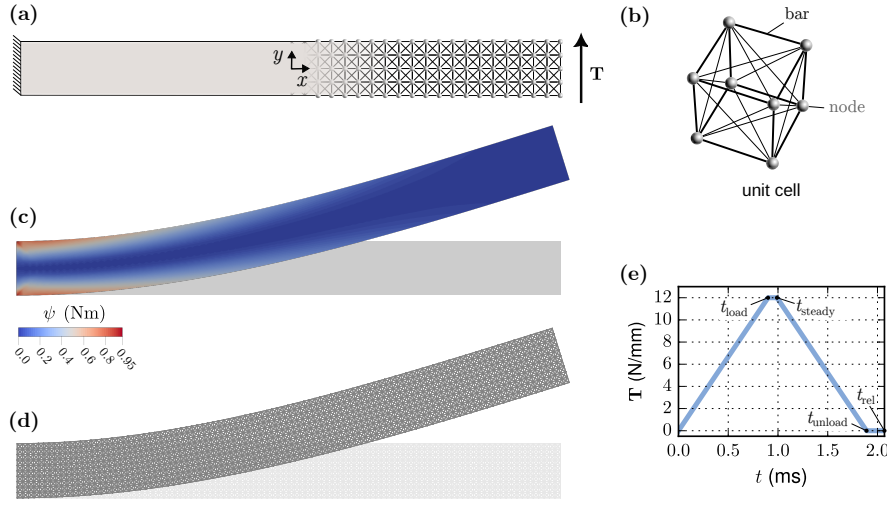 (a)
y
x
T
(b)
bar
node
unit cell
(c)
ψ (Nm)
0.0 0.2 0.4 0.6 0.8 0.95
(d)
(e)
12
10
8
6
4
2
0
T (N/mm)
t_load
t_steady
t_rel
t_unload
0.0 0.5 1.0 1.5 2.0
t (ms)